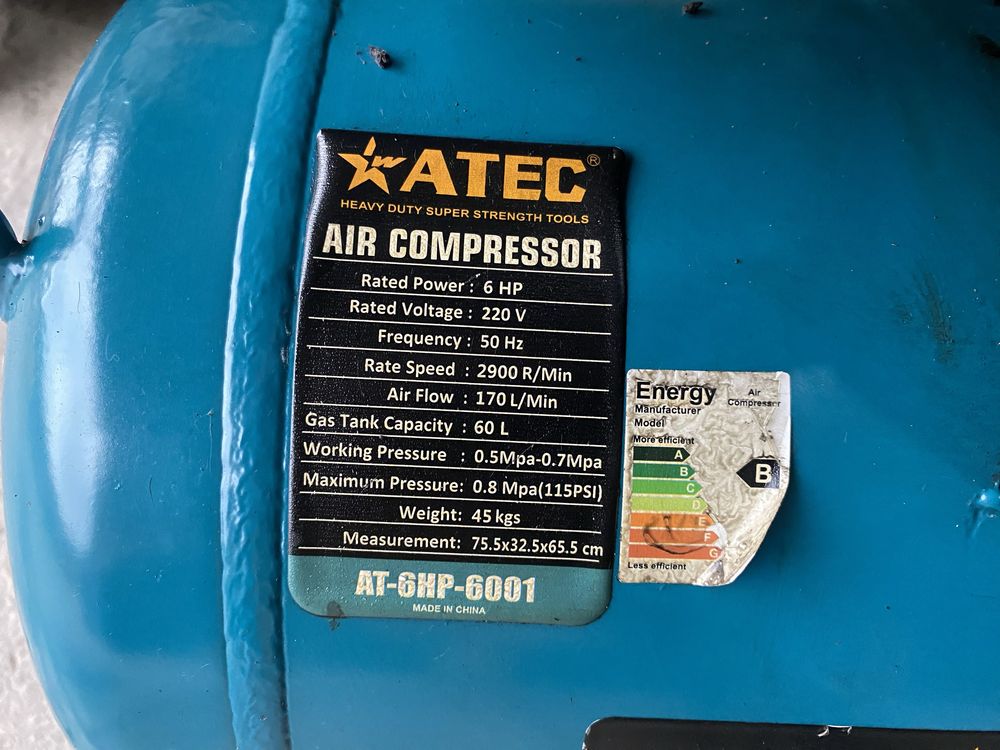 ATEC®
HEAVY DUTY SUPER STRENGTH TOOLS
AIR COMPRESSOR
Rated Power : 6 HP
Rated Voltage : 220 V
Frequency : 50 Hz
Rate Speed : 2900 R/Min
Air Flow : 170 L/Min
Gas Tank Capacity : 60 L
Working Pressure : 0.5Mpa-0.7Mpa
Maximum Pressure: 0.8 Mpa(115PSI)
Weight: 45 kgs
Measurement: 75.5x32.5x65.5 cm
AT-6HP-6001
MADE IN CHINA
Energy
Air
Compressor
Manufacturer
Model
More efficient
A
B
B
C
D
E
F
G
Less efficient